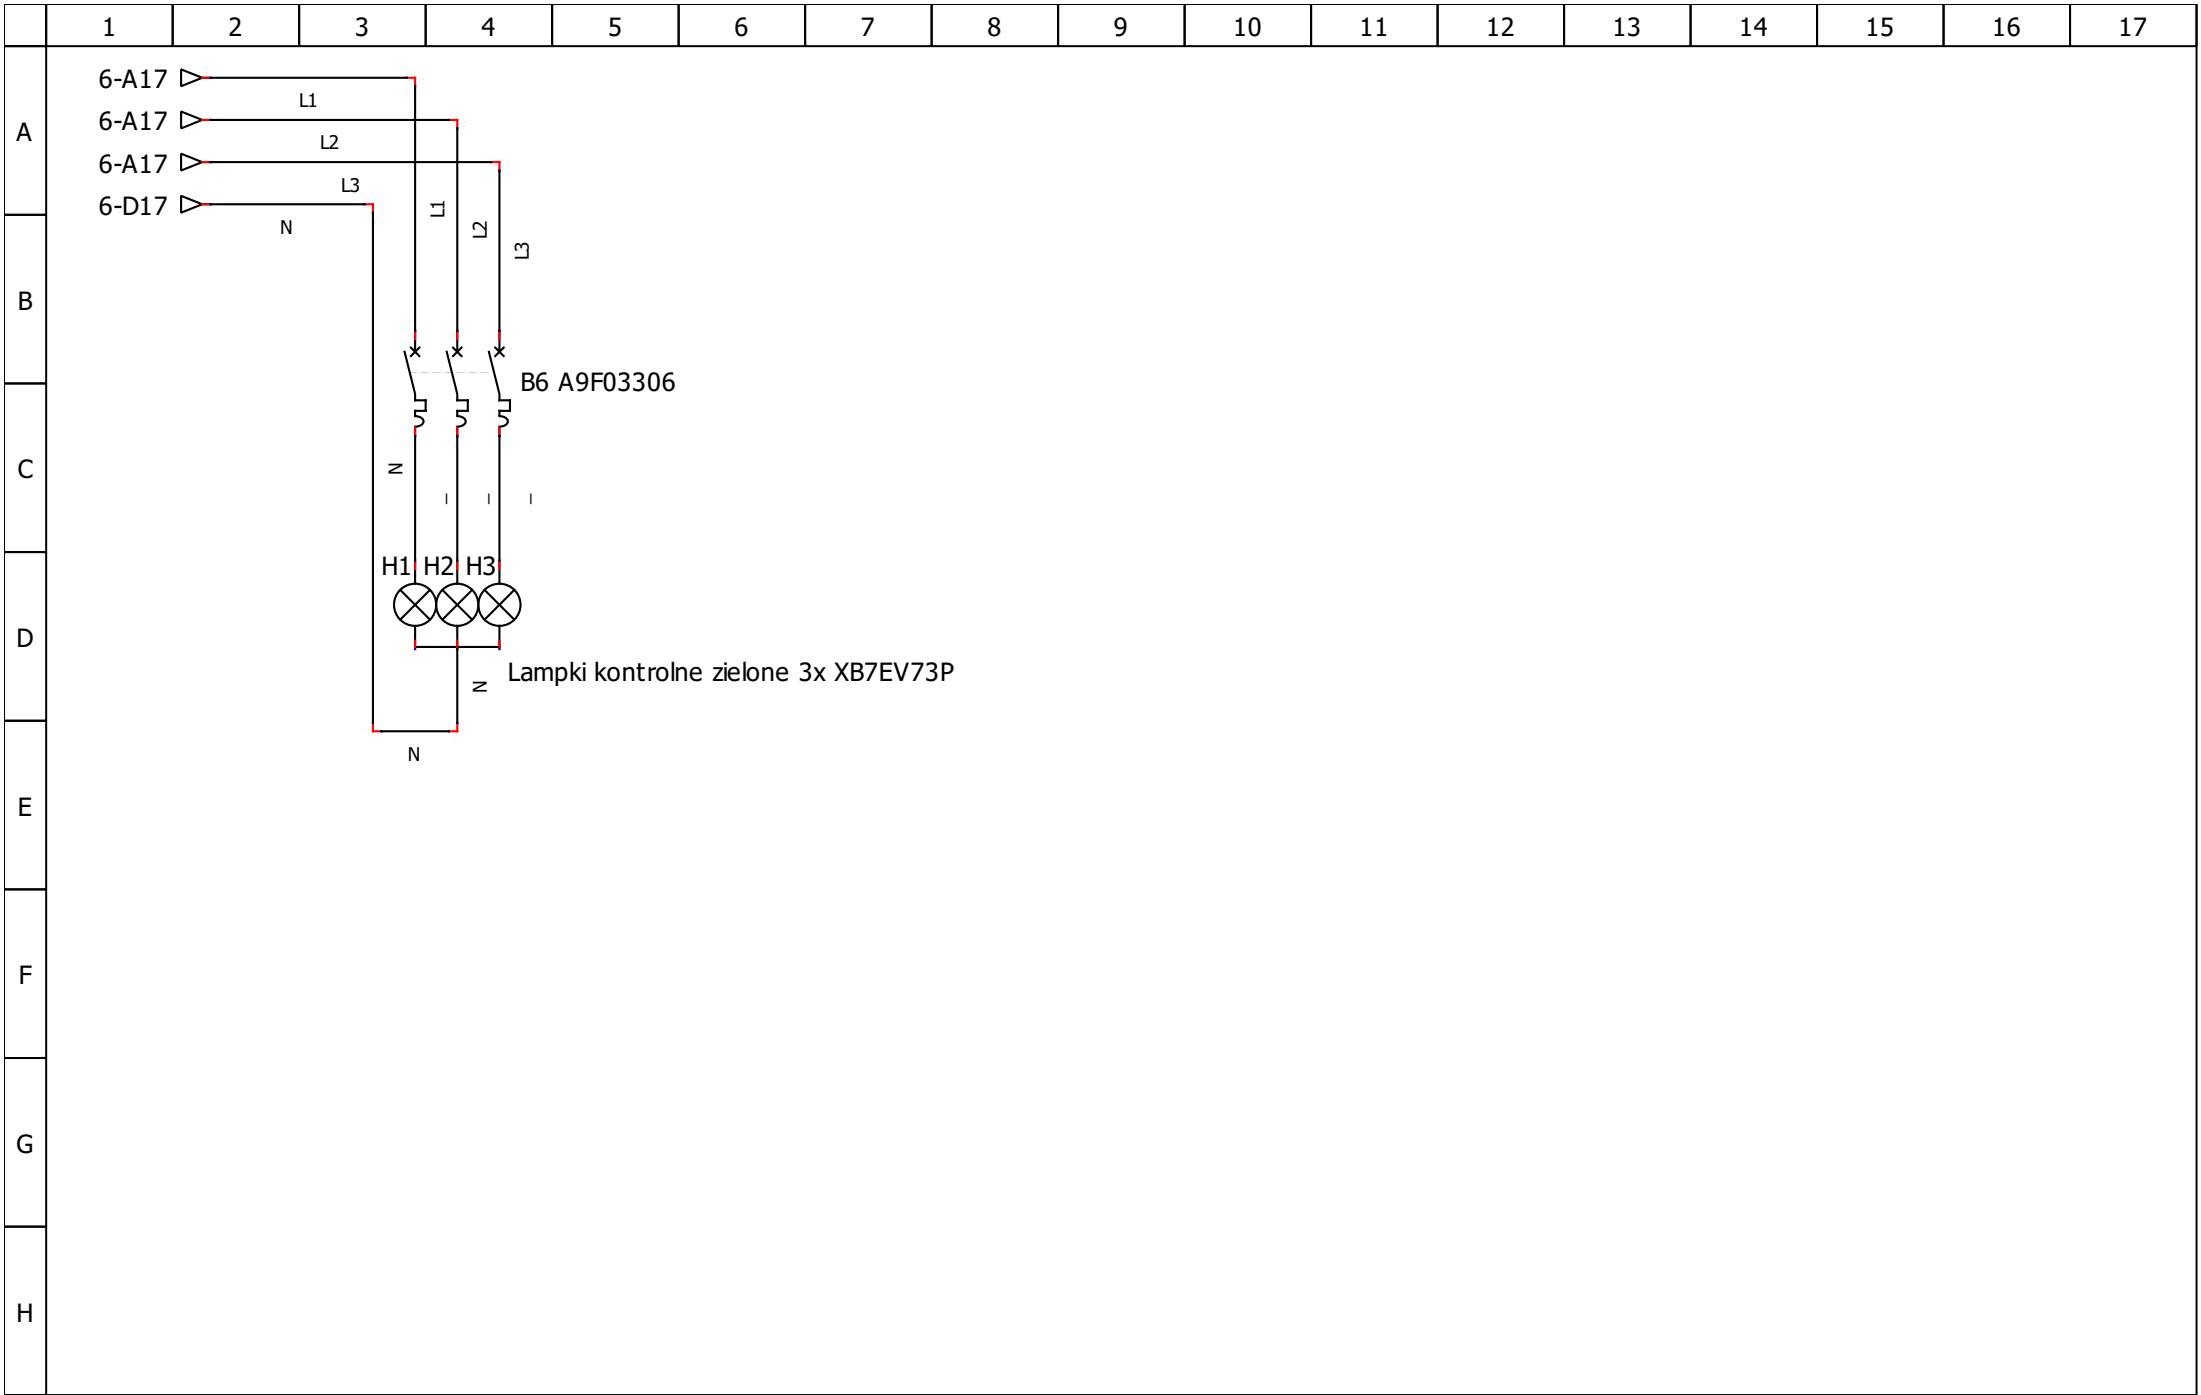 1 2 3 4 5 6 7 8 9 10 11 12 13 14 15 16 17
A
B
C
D
E
F
G
H
6-A17
L1
6-A17
L2
6-A17
L3
6-D17
N
L1
L2
L3
B6 A9F03306
N
_ _ _
H1 H2 H3
Lampki kontrolne zielone 3x XB7EV73P
N
N